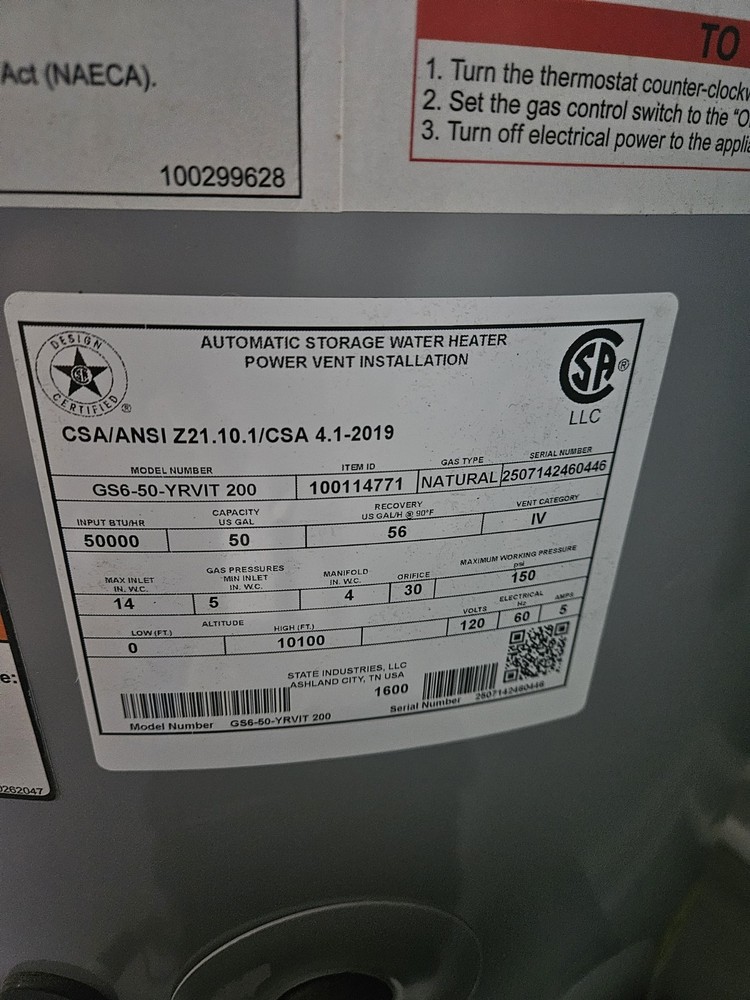 Act (NAECA).
100299628
TO
1. Turn the thermostat counter-clockw
2. Set the gas control switch to the "O
3. Turn off electrical power to the applia
DESIGN
CERTIFIED
®
AUTOMATIC STORAGE WATER HEATER
POWER VENT INSTALLATION
®
LLC
CSA/ANSI Z21.10.1/CSA 4.1-2019
MODEL NUMBER ITEM ID GAS TYPE SERIAL NUMBER
GS6-50-YRVIT 200 100114771 NATURAL 2507142460446
INPUT BTU/HR CAPACITY US GAL RECOVERY US GAL/H @ 90°F VENT CATEGORY
50000 50 56 IV
GAS PRESSURES
MAX INLET IN. W.C. MIN INLET IN. W.C. MANIFOLD IN. W.C. ORIFICE MAXIMUM WORKING PRESSURE psi
14 5 4 30 150
ALTITUDE ELECTRICAL
LOW (FT.) HIGH (FT.) VOLTS Hz AMPS
0 10100 120 60 5
STATE INDUSTRIES, LLC
ASHLAND CITY, TN USA
1600
Model Number GS6-50-YRVIT 200
Serial Number 2507142460446
e:
0262047